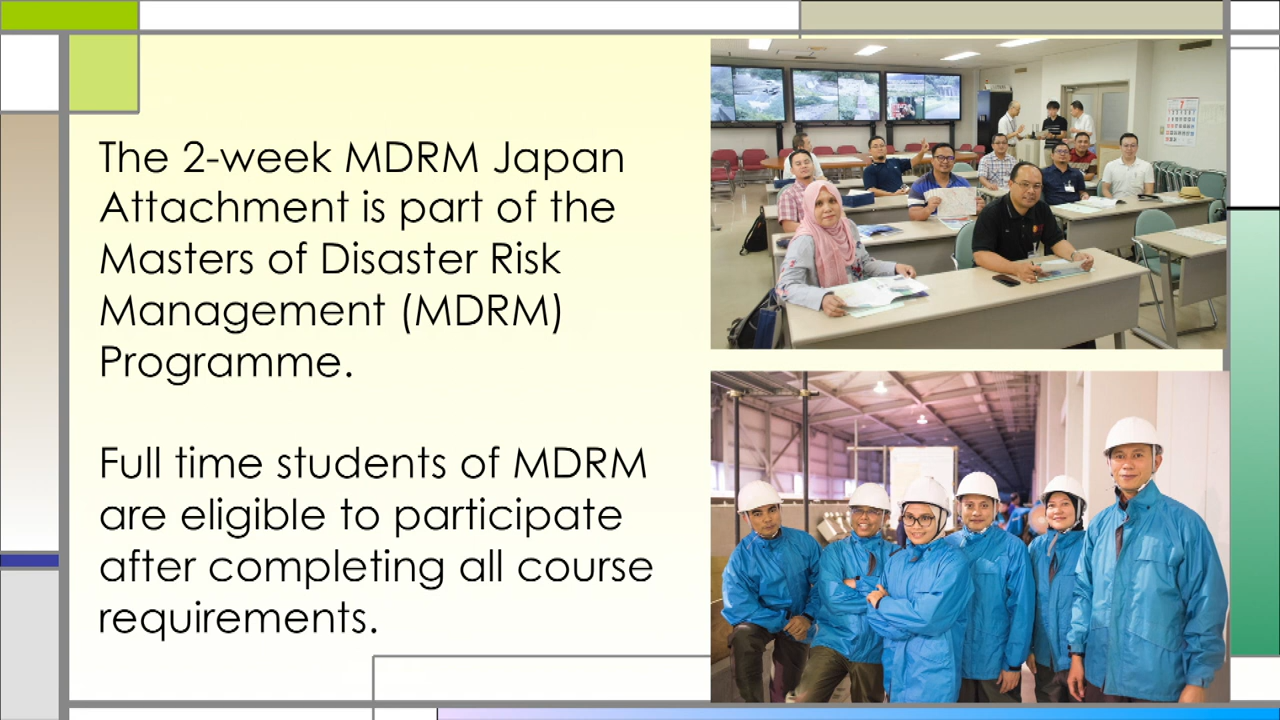 The 2-week MDRM Japan
Attachment is part of the
Masters of Disaster Risk
Management (MDRM)
Programme.
Full time students of MDRM
are eligible to participate
after completing all course
requirements.